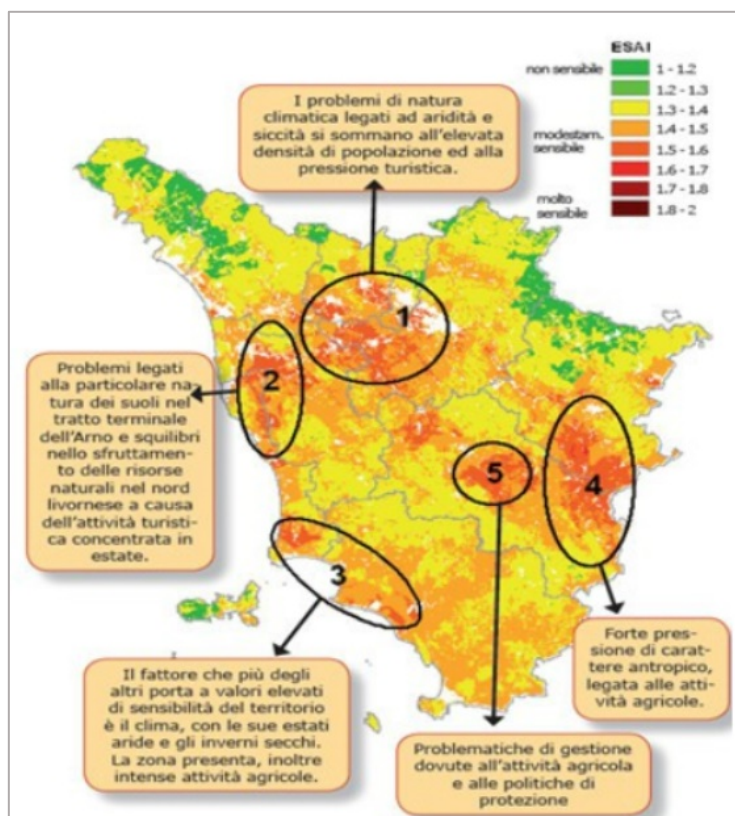 ESAI
non sensibile
1 - 1.2
1.2 - 1.3
1.3 - 1.4
modestam.
sensibile
1.4 - 1.5
1.5 - 1.6
1.6 - 1.7
1.7 - 1.8
molto
sensibile
1.8 - 2
I problemi di natura
climatica legati ad aridità e
siccità si sommano all'elevata
densità di popolazione ed alla
pressione turistica.
1
2
3
4
5
Problemi legati
alla particolare na-
tura dei suoli nel
tratto terminale
dell'Arno e squilibri
nello sfruttamen-
to delle risorse
naturali nel nord
livornese a causa
dell'attività turisti-
ca concentrata in
estate.
Il fattore che più degli
altri porta a valori elevati
di sensibilità del territorio
è il clima, con le sue estati
aride e gli inverni secchi.
La zona presenta, inoltre
intense attività agricole.
Forte pres-
sione di carat-
tere antropico,
legata alle atti-
vità agricole.
Problematiche di gestione
dovute all'attività agricola
e alle politiche di
protezione